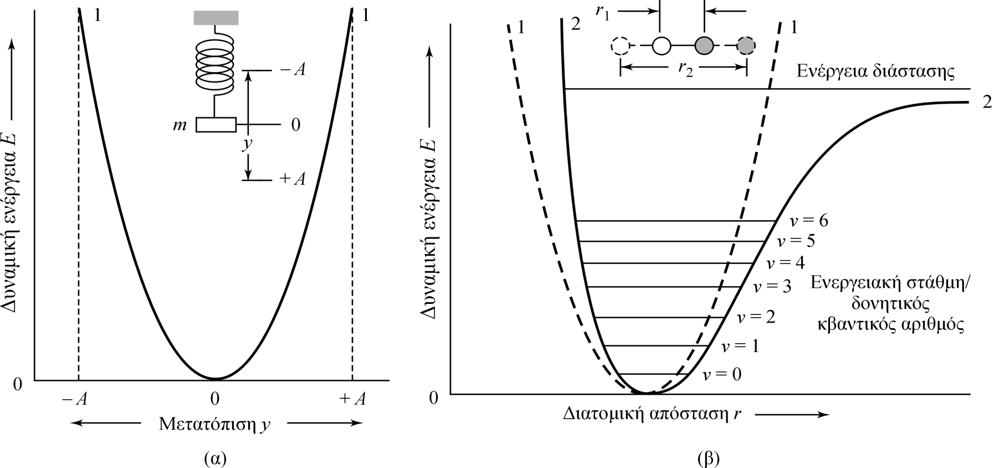 Δυναμική ενέργεια E
1
1
m
– A
0
y
+ A
0
– A
0
+ A
Μετατόπιση y
(α)
Δυναμική ενέργεια E
1
2
r1
r2
1
Ενέργεια διάστασης
2
v = 6
v = 5
v = 4
v = 3
v = 2
v = 1
v = 0
Ενεργειακή στάθμη/
δονητικός
κβαντικός αριθμός
0
Διατομική απόσταση r
(β)